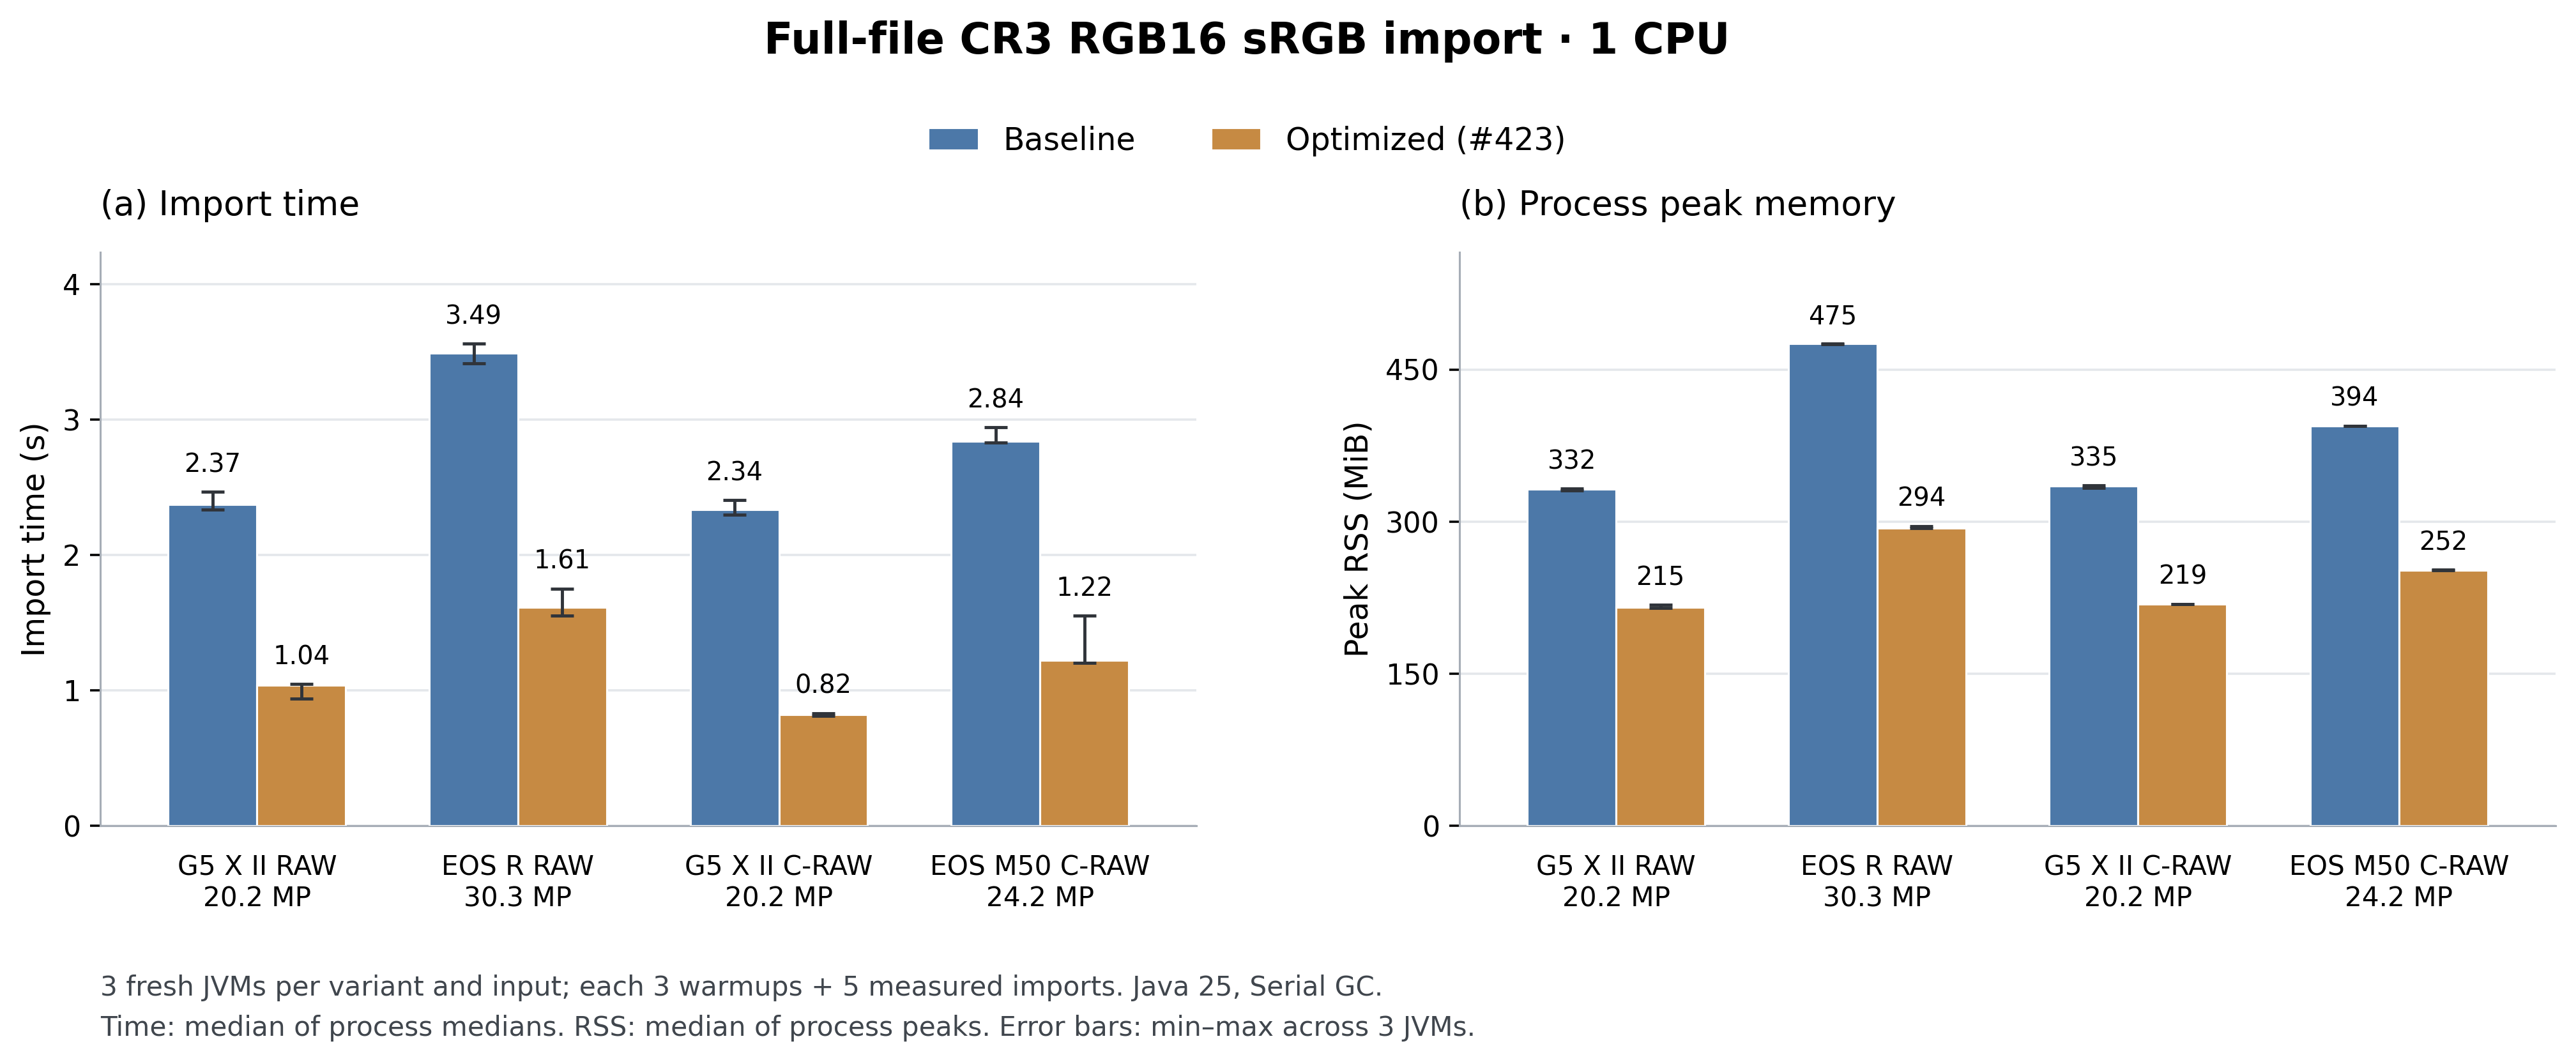 Full-file CR3 RGB16 sRGB import · 1 CPU
Baseline
Optimized (#423)
(a) Import time
Import time (s)
4
3
2
1
0
2.37
1.04
3.49
1.61
2.34
0.82
2.84
1.22
G5 X II RAW
20.2 MP
EOS R RAW
30.3 MP
G5 X II C-RAW
20.2 MP
EOS M50 C-RAW
24.2 MP
(b) Process peak memory
Peak RSS (MiB)
450
300
150
0
332
215
475
294
335
219
394
252
G5 X II RAW
20.2 MP
EOS R RAW
30.3 MP
G5 X II C-RAW
20.2 MP
EOS M50 C-RAW
24.2 MP
3 fresh JVMs per variant and input; each 3 warmups + 5 measured imports. Java 25, Serial GC.
Time: median of process medians. RSS: median of process peaks. Error bars: min–max across 3 JVMs.